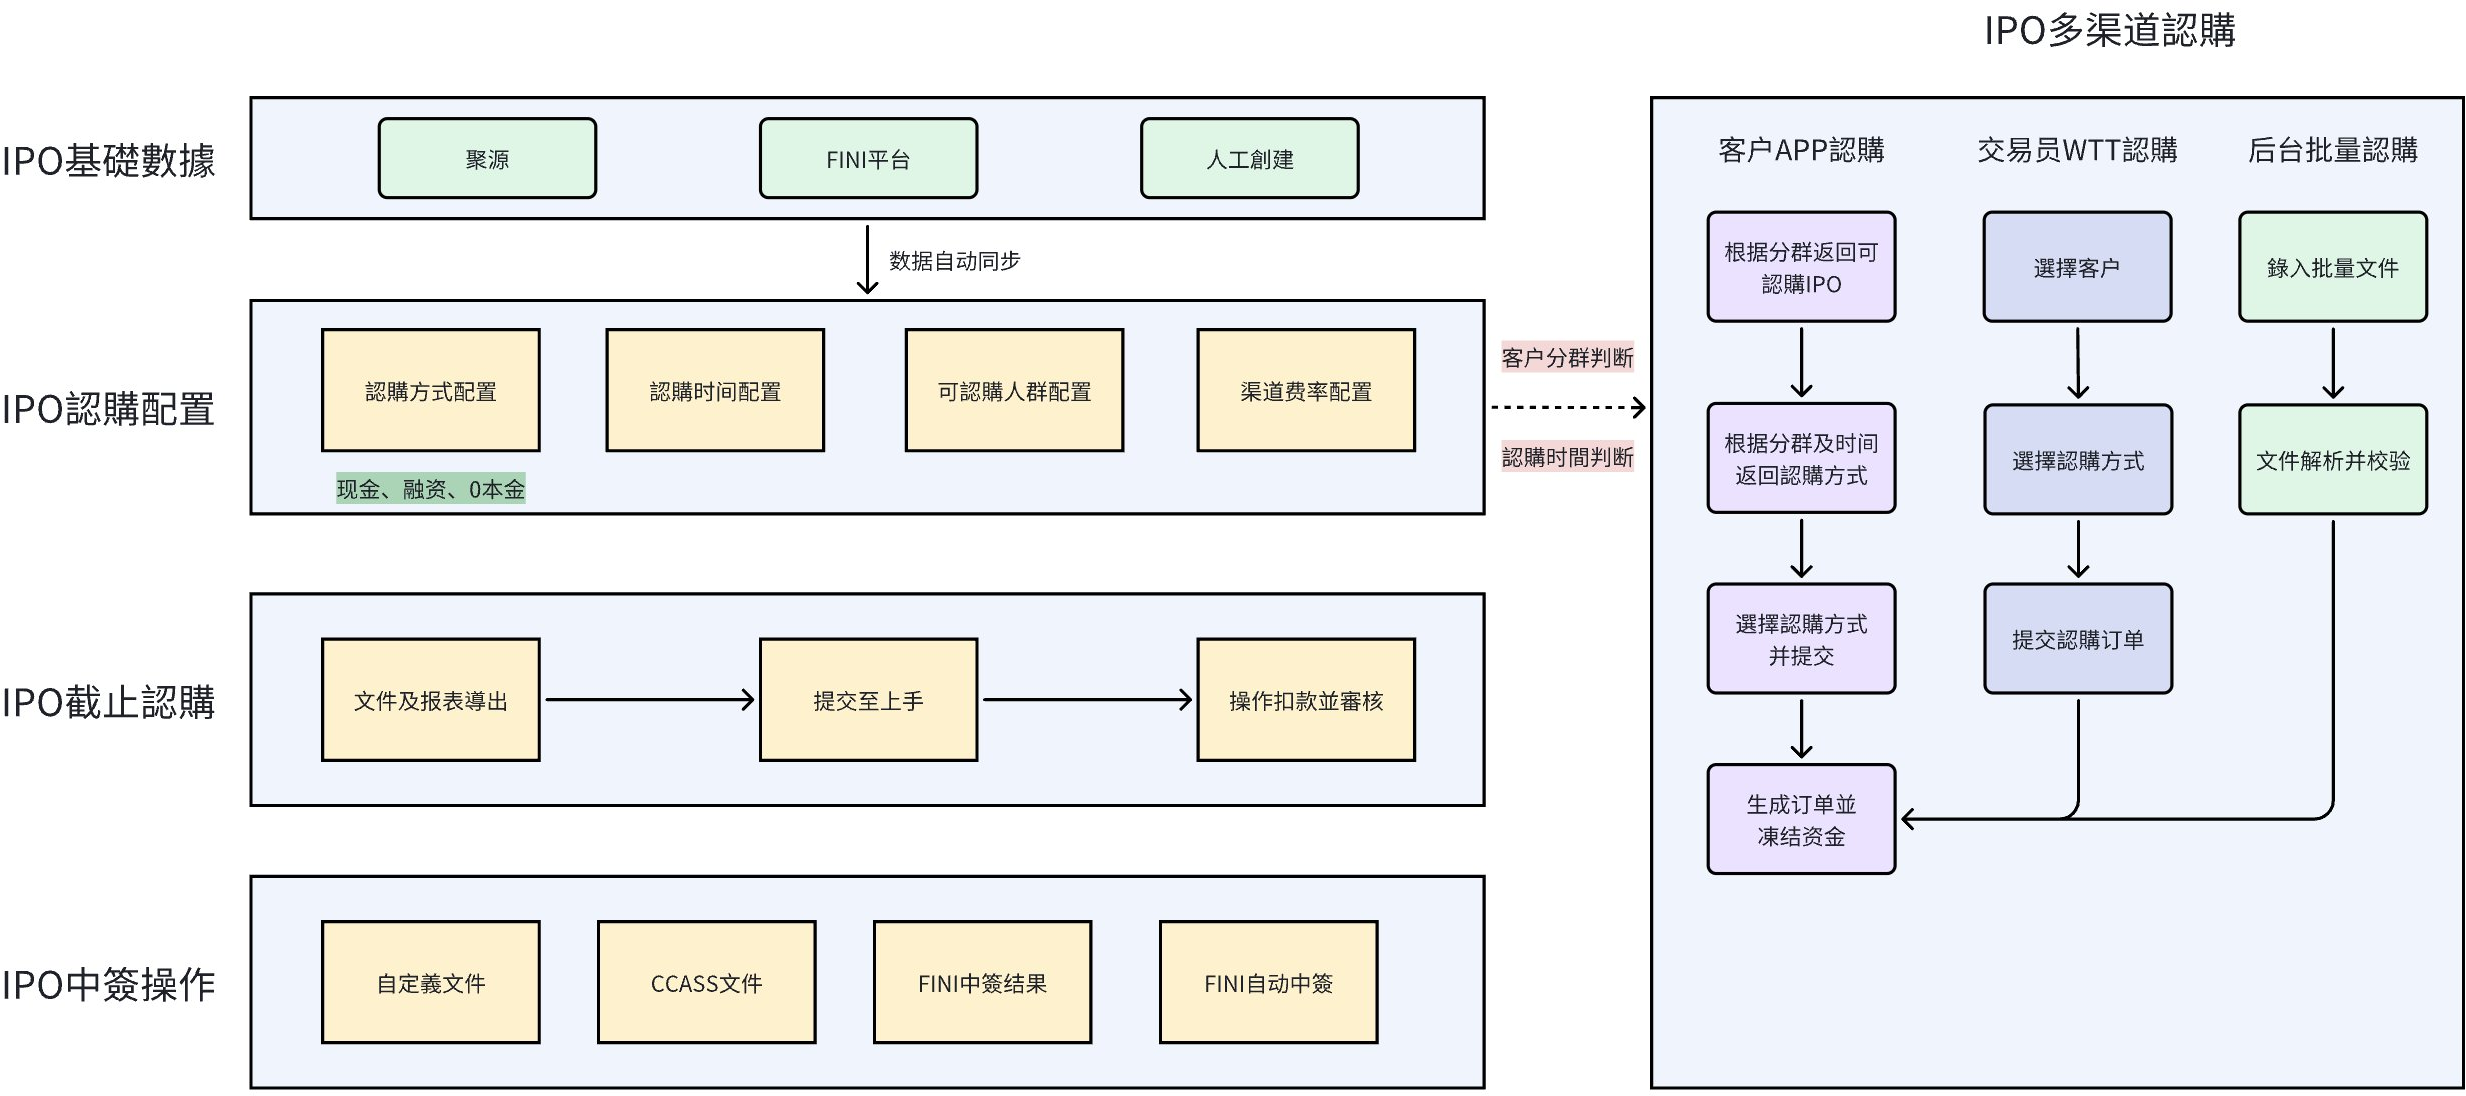 IPO多渠道認購
IPO基礎數據
聚源
FINI平台
人工創建
数据自动同步
IPO認購配置
認購方式配置
認購时间配置
可認購人群配置
渠道费率配置
现金、融资、0本金
客户分群判断
認購时間判断
IPO截止認購
文件及报表導出
提交至上手
操作扣款並審核
IPO中簽操作
自定義文件
CCASS文件
FINI中簽结果
FINI自动中簽
客户APP認購
交易员WTT認購
后台批量認購
根据分群返回可
認購IPO
選擇客户
錄入批量文件
根据分群及时间
返回認購方式
選擇認購方式
文件解析并校验
選擇認購方式
并提交
提交認購订单
生成订单並
凍结资金